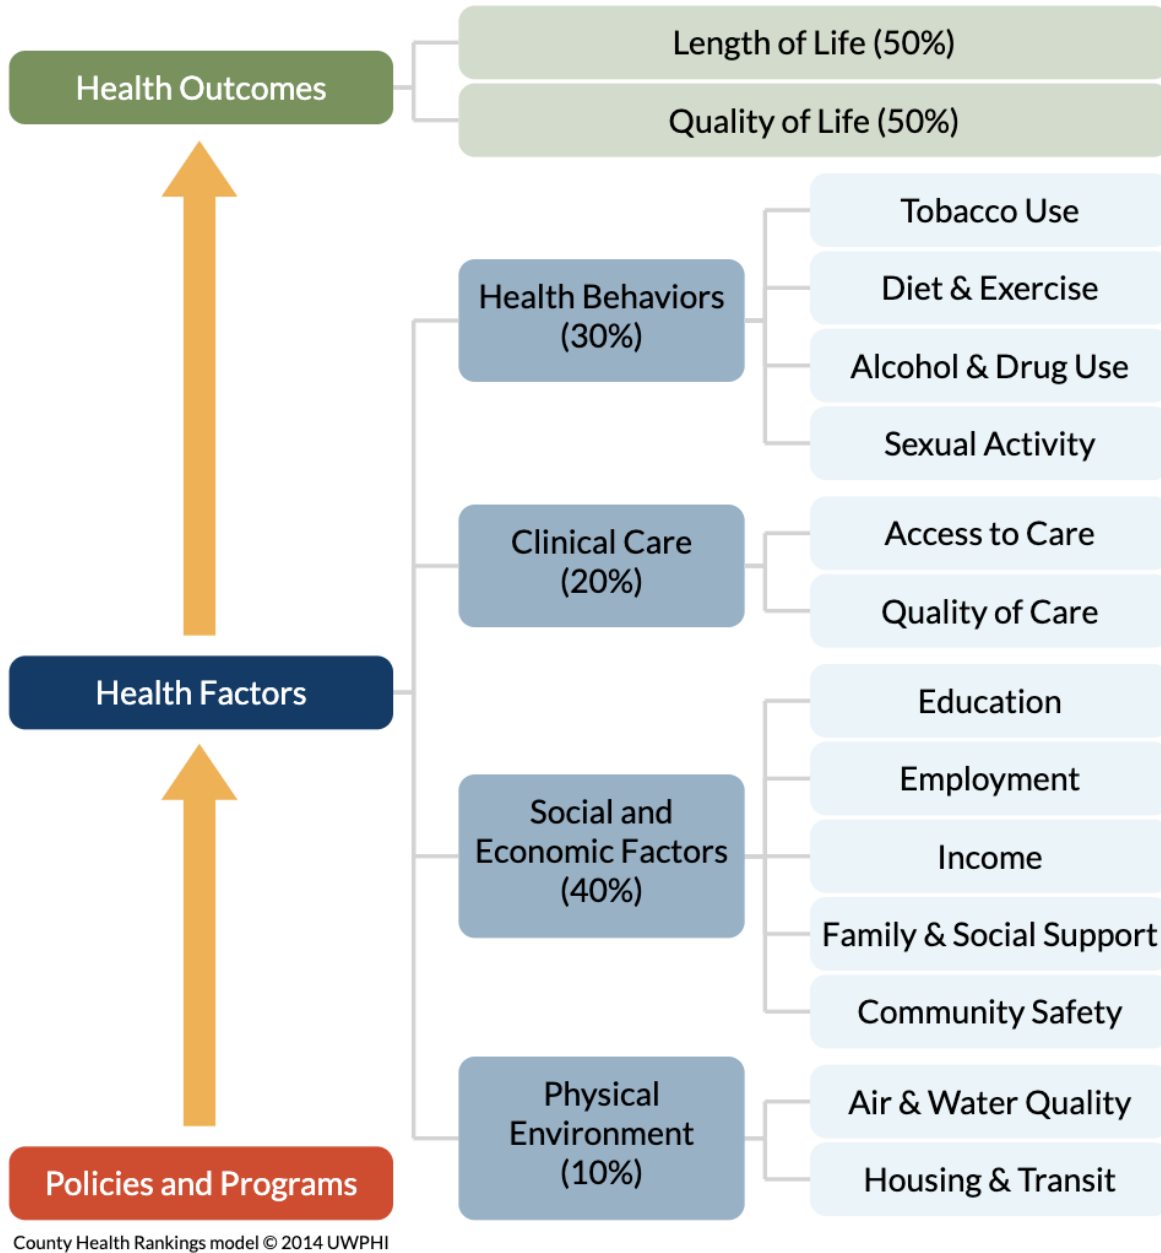 Health Outcomes
Length of Life (50%)
Quality of Life (50%)
Health Factors
Health Behaviors
(30%)
Tobacco Use
Diet & Exercise
Alcohol & Drug Use
Sexual Activity
Clinical Care
(20%)
Access to Care
Quality of Care
Social and
Economic Factors
(40%)
Education
Employment
Income
Family & Social Support
Community Safety
Physical
Environment
(10%)
Air & Water Quality
Housing & Transit
Policies and Programs
County Health Rankings model © 2014 UWPHI